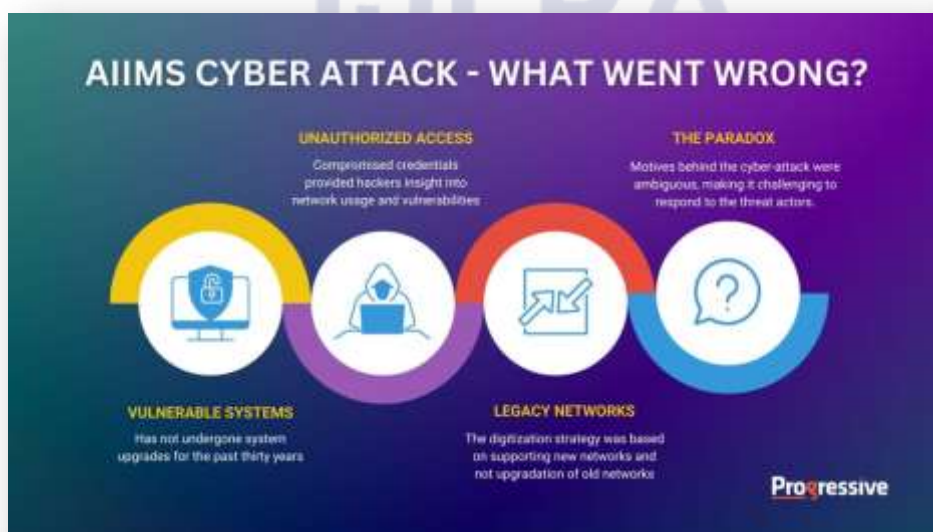 AIIMS CYBER ATTACK - WHAT WENT WRONG?
UNAUTHORIZED ACCESS
Compromised credentials
provided hackers insight into
network usage and vulnerabilities
THE PARADOX
Motives behind the cyber-attack were
ambiguous, making it challenging to
respond to the threat actors.
?
VULNERABLE SYSTEMS
Has not undergone system
upgrades for the past thirty years
LEGACY NETWORKS
The digitization strategy was based
on supporting new networks and
not upgradation of old networks
Progressive